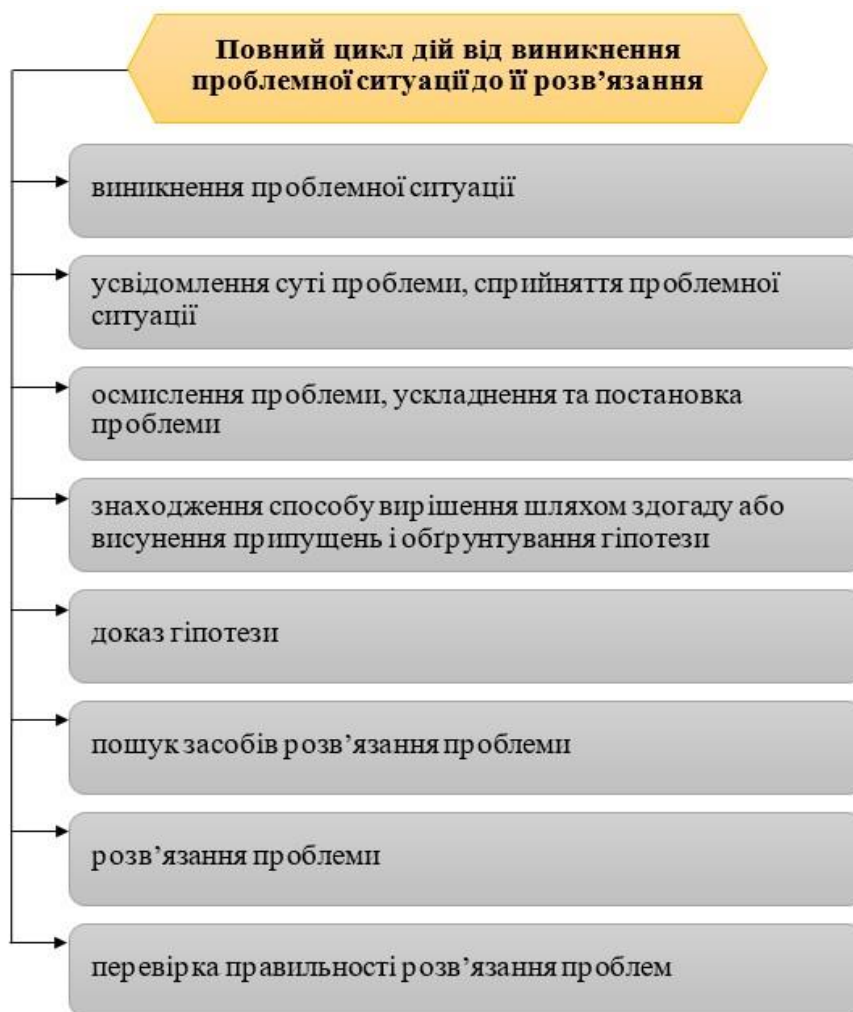 Повний цикл дій від виникнення
проблемної ситуації до її розв’язання
виникнення проблемної ситуації
усвідомлення суті проблеми, сприйняття проблемної
ситуації
осмислення проблеми, ускладнення та постановка
проблеми
знаходження способу вирішення шляхом здогаду або
висунення припущень і обґрунтування гіпотези
доказ гіпотези
пошук засобів розв’язання проблеми
розв’язання проблеми
перевірка правильності розв’язання проблем